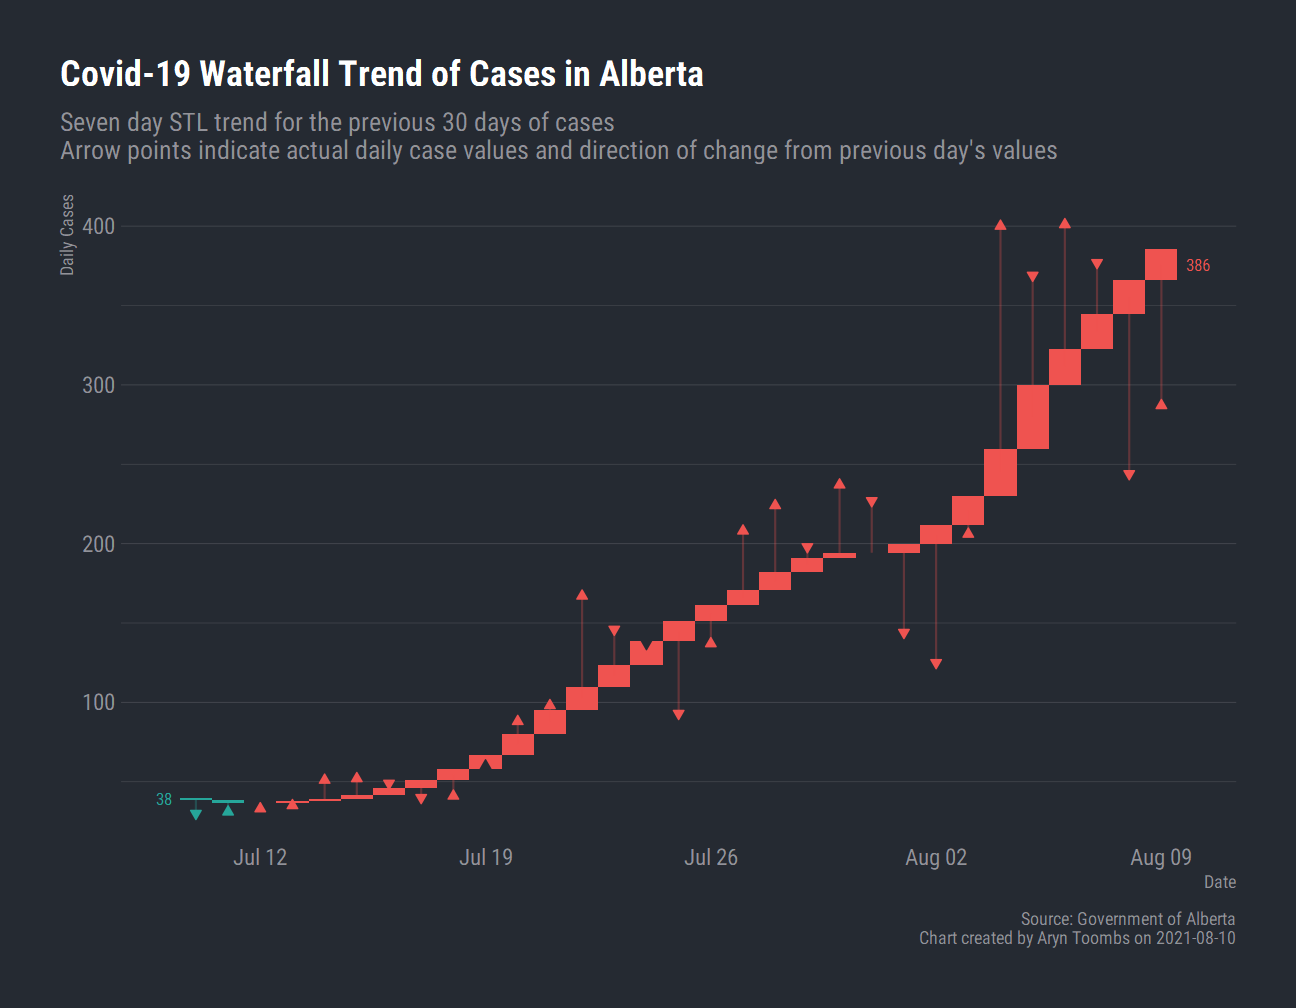 Covid-19 Waterfall Trend of Cases in Alberta
Seven day STL trend for the previous 30 days of cases
Arrow points indicate actual daily case values and direction of change from previous day's values
Daily Cases
400
300
200
100
386
38
Jul 12
Jul 19
Jul 26
Aug 02
Aug 09
Date
Source: Government of Alberta
Chart created by Aryn Toombs on 2021-08-10